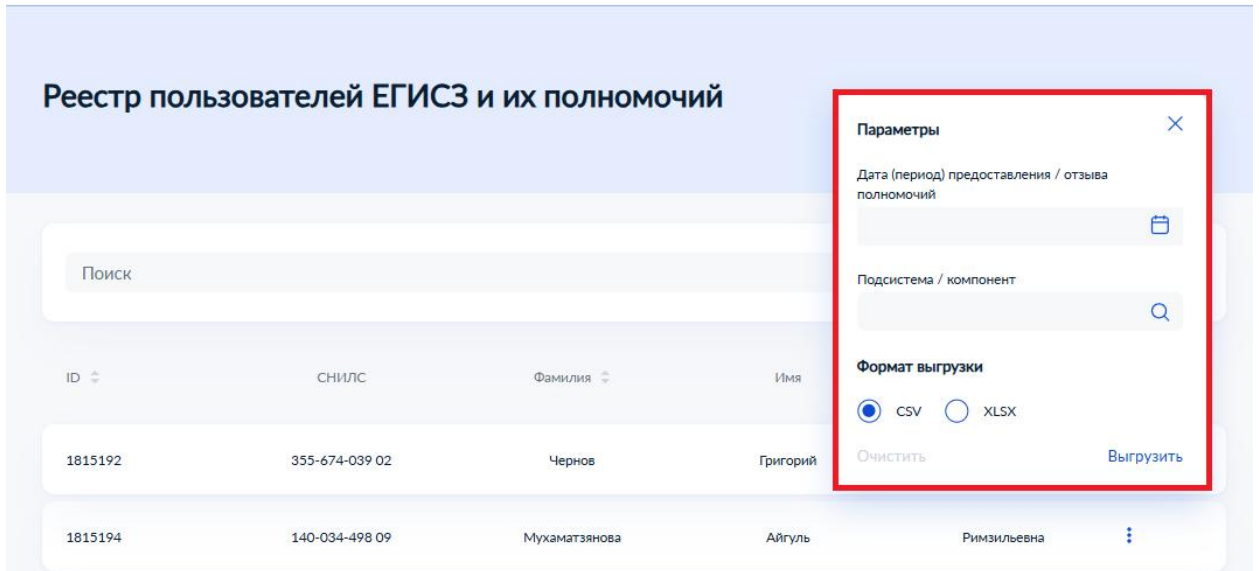 Реестр пользователей ЕГИСЗ и их полномочий
Параметры
Дата (период) предоставления / отзыва
полномочий
Подсистема / компонент
Формат выгрузки
CSV XLSX
Очистить Выгрузить
Поиск
ID СНИЛС Фамилия Имя
1815192 355-674-039 02 Чернов Григорий
1815194 140-034-498 09 Мухаматзянова Айгуль Римзильевна